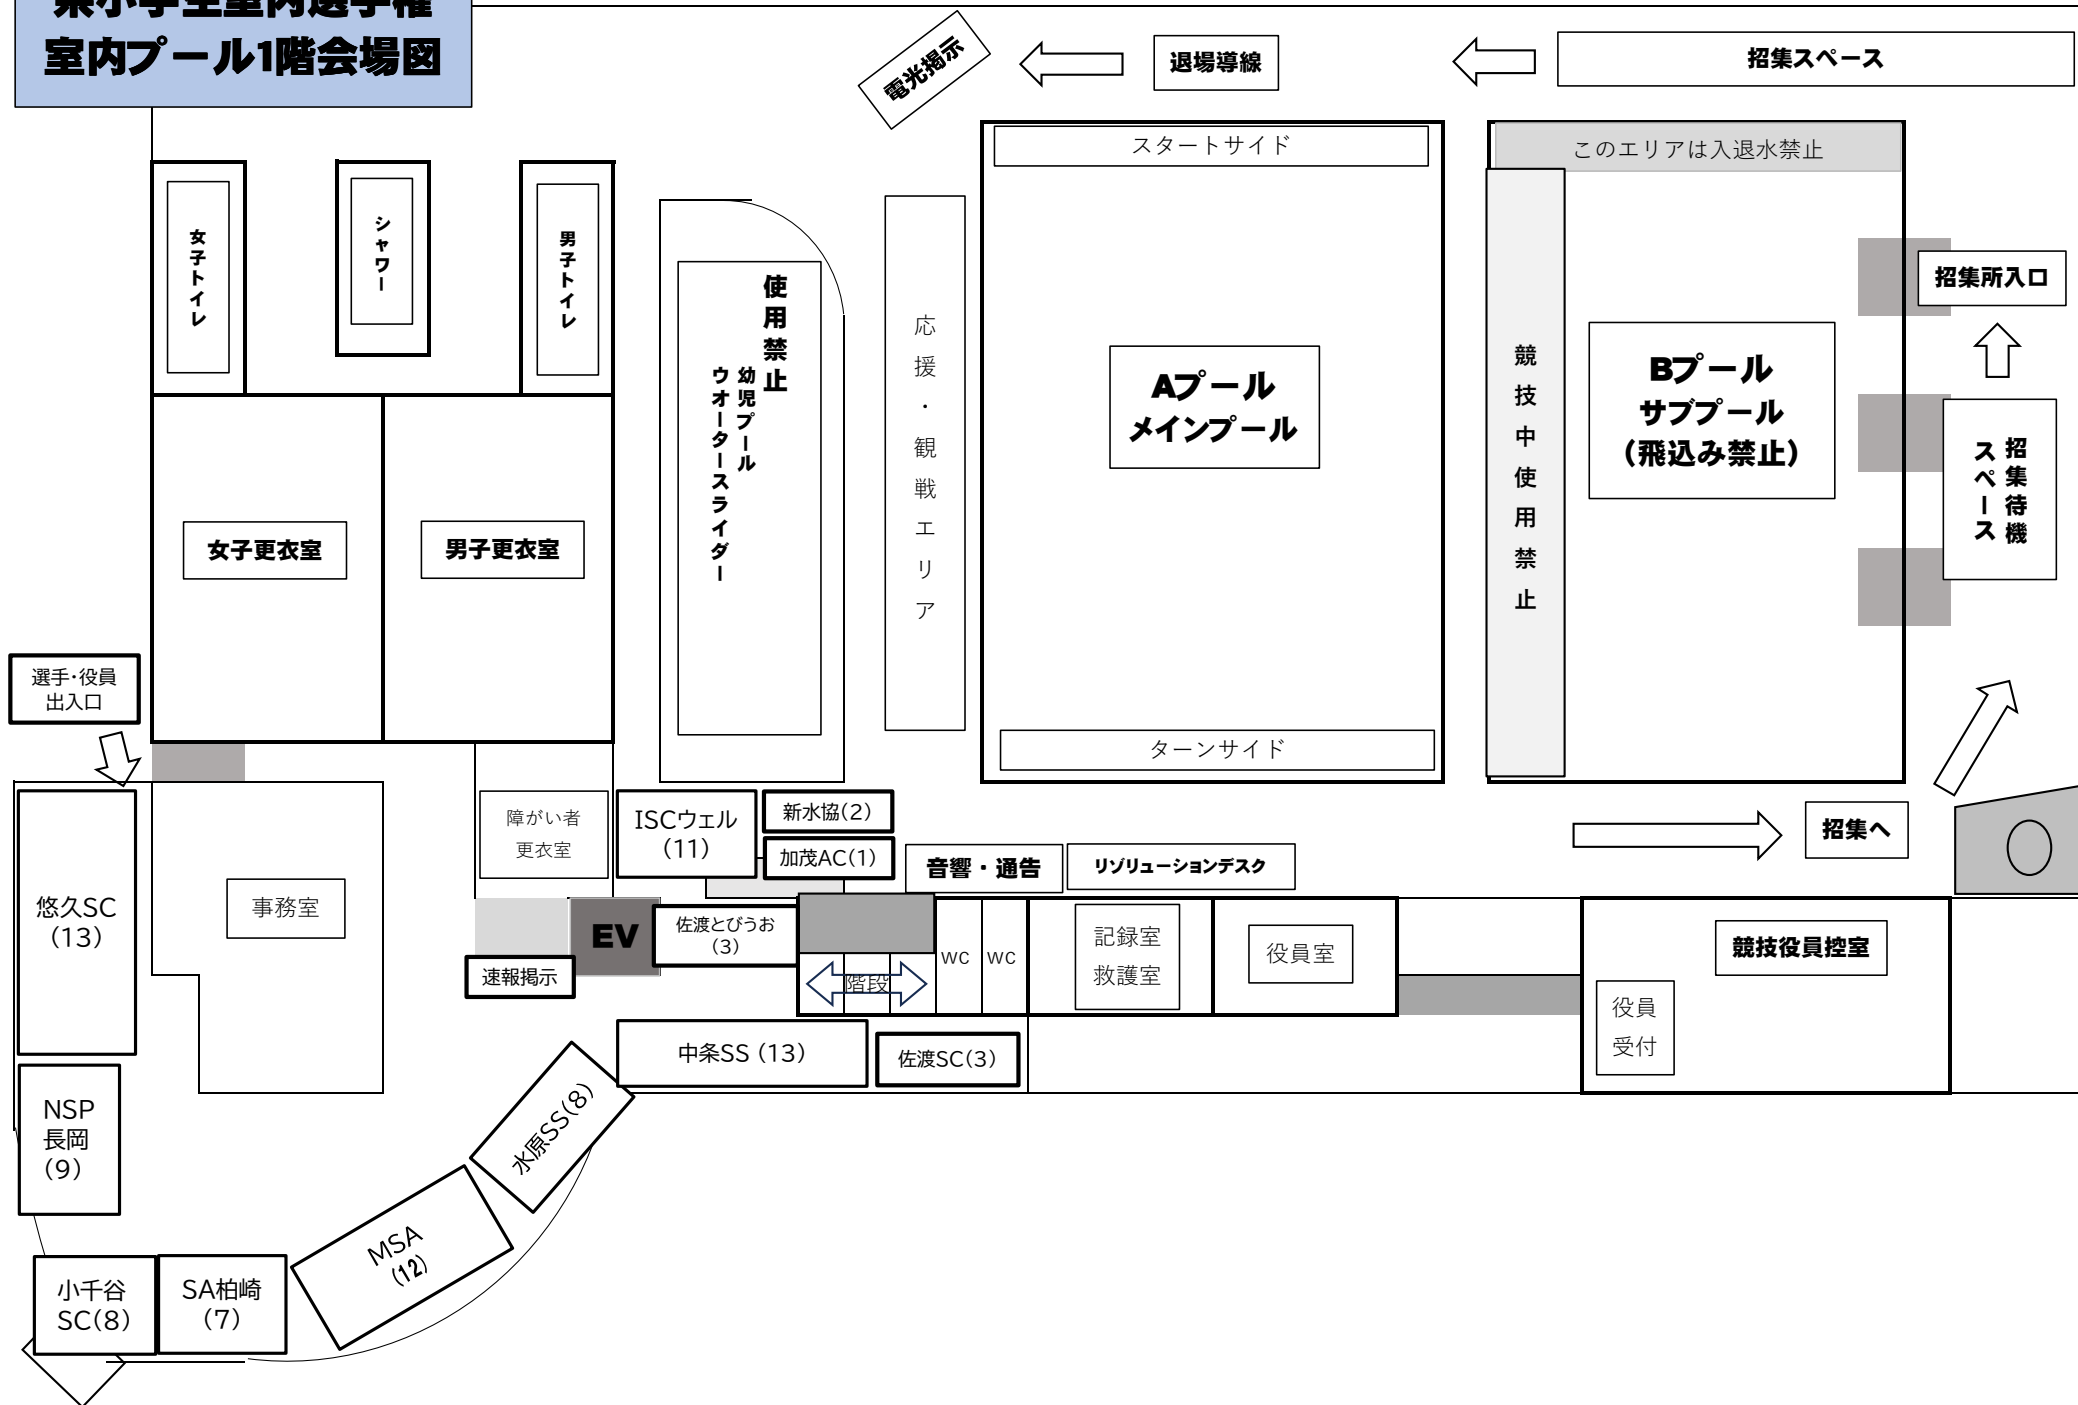 県小学生室内選手権
室内プール1階会場図
電光掲示
退場導線
招集スペース
スタートサイド
このエリアは入退水禁止
女子トイレ
シャワー
男子トイレ
使用禁止
幼児プール
ウオータースライダー
応援・観戦エリア
Aプール
メインプール
競技中使用禁止
Bプール
サブプール
(飛込み禁止)
招集所入口
招集待機
スペース
女子更衣室
男子更衣室
選手・役員
出入口
ターンサイド
障がい者
更衣室
ISCウェル
(11)
新水協(2)
加茂AC(1)
音響・通告
リゾリューションデスク
招集へ
悠久SC
(13)
事務室
EV
佐渡とびうお
(3)
速報掲示
階段
WC
WC
記録室
救護室
役員室
競技役員控室
役員
受付
中条SS (13)
佐渡SC(3)
NSP
長岡
(9)
水原SS(8)
MSA
(12)
小千谷
SC(8)
SA柏崎
(7)